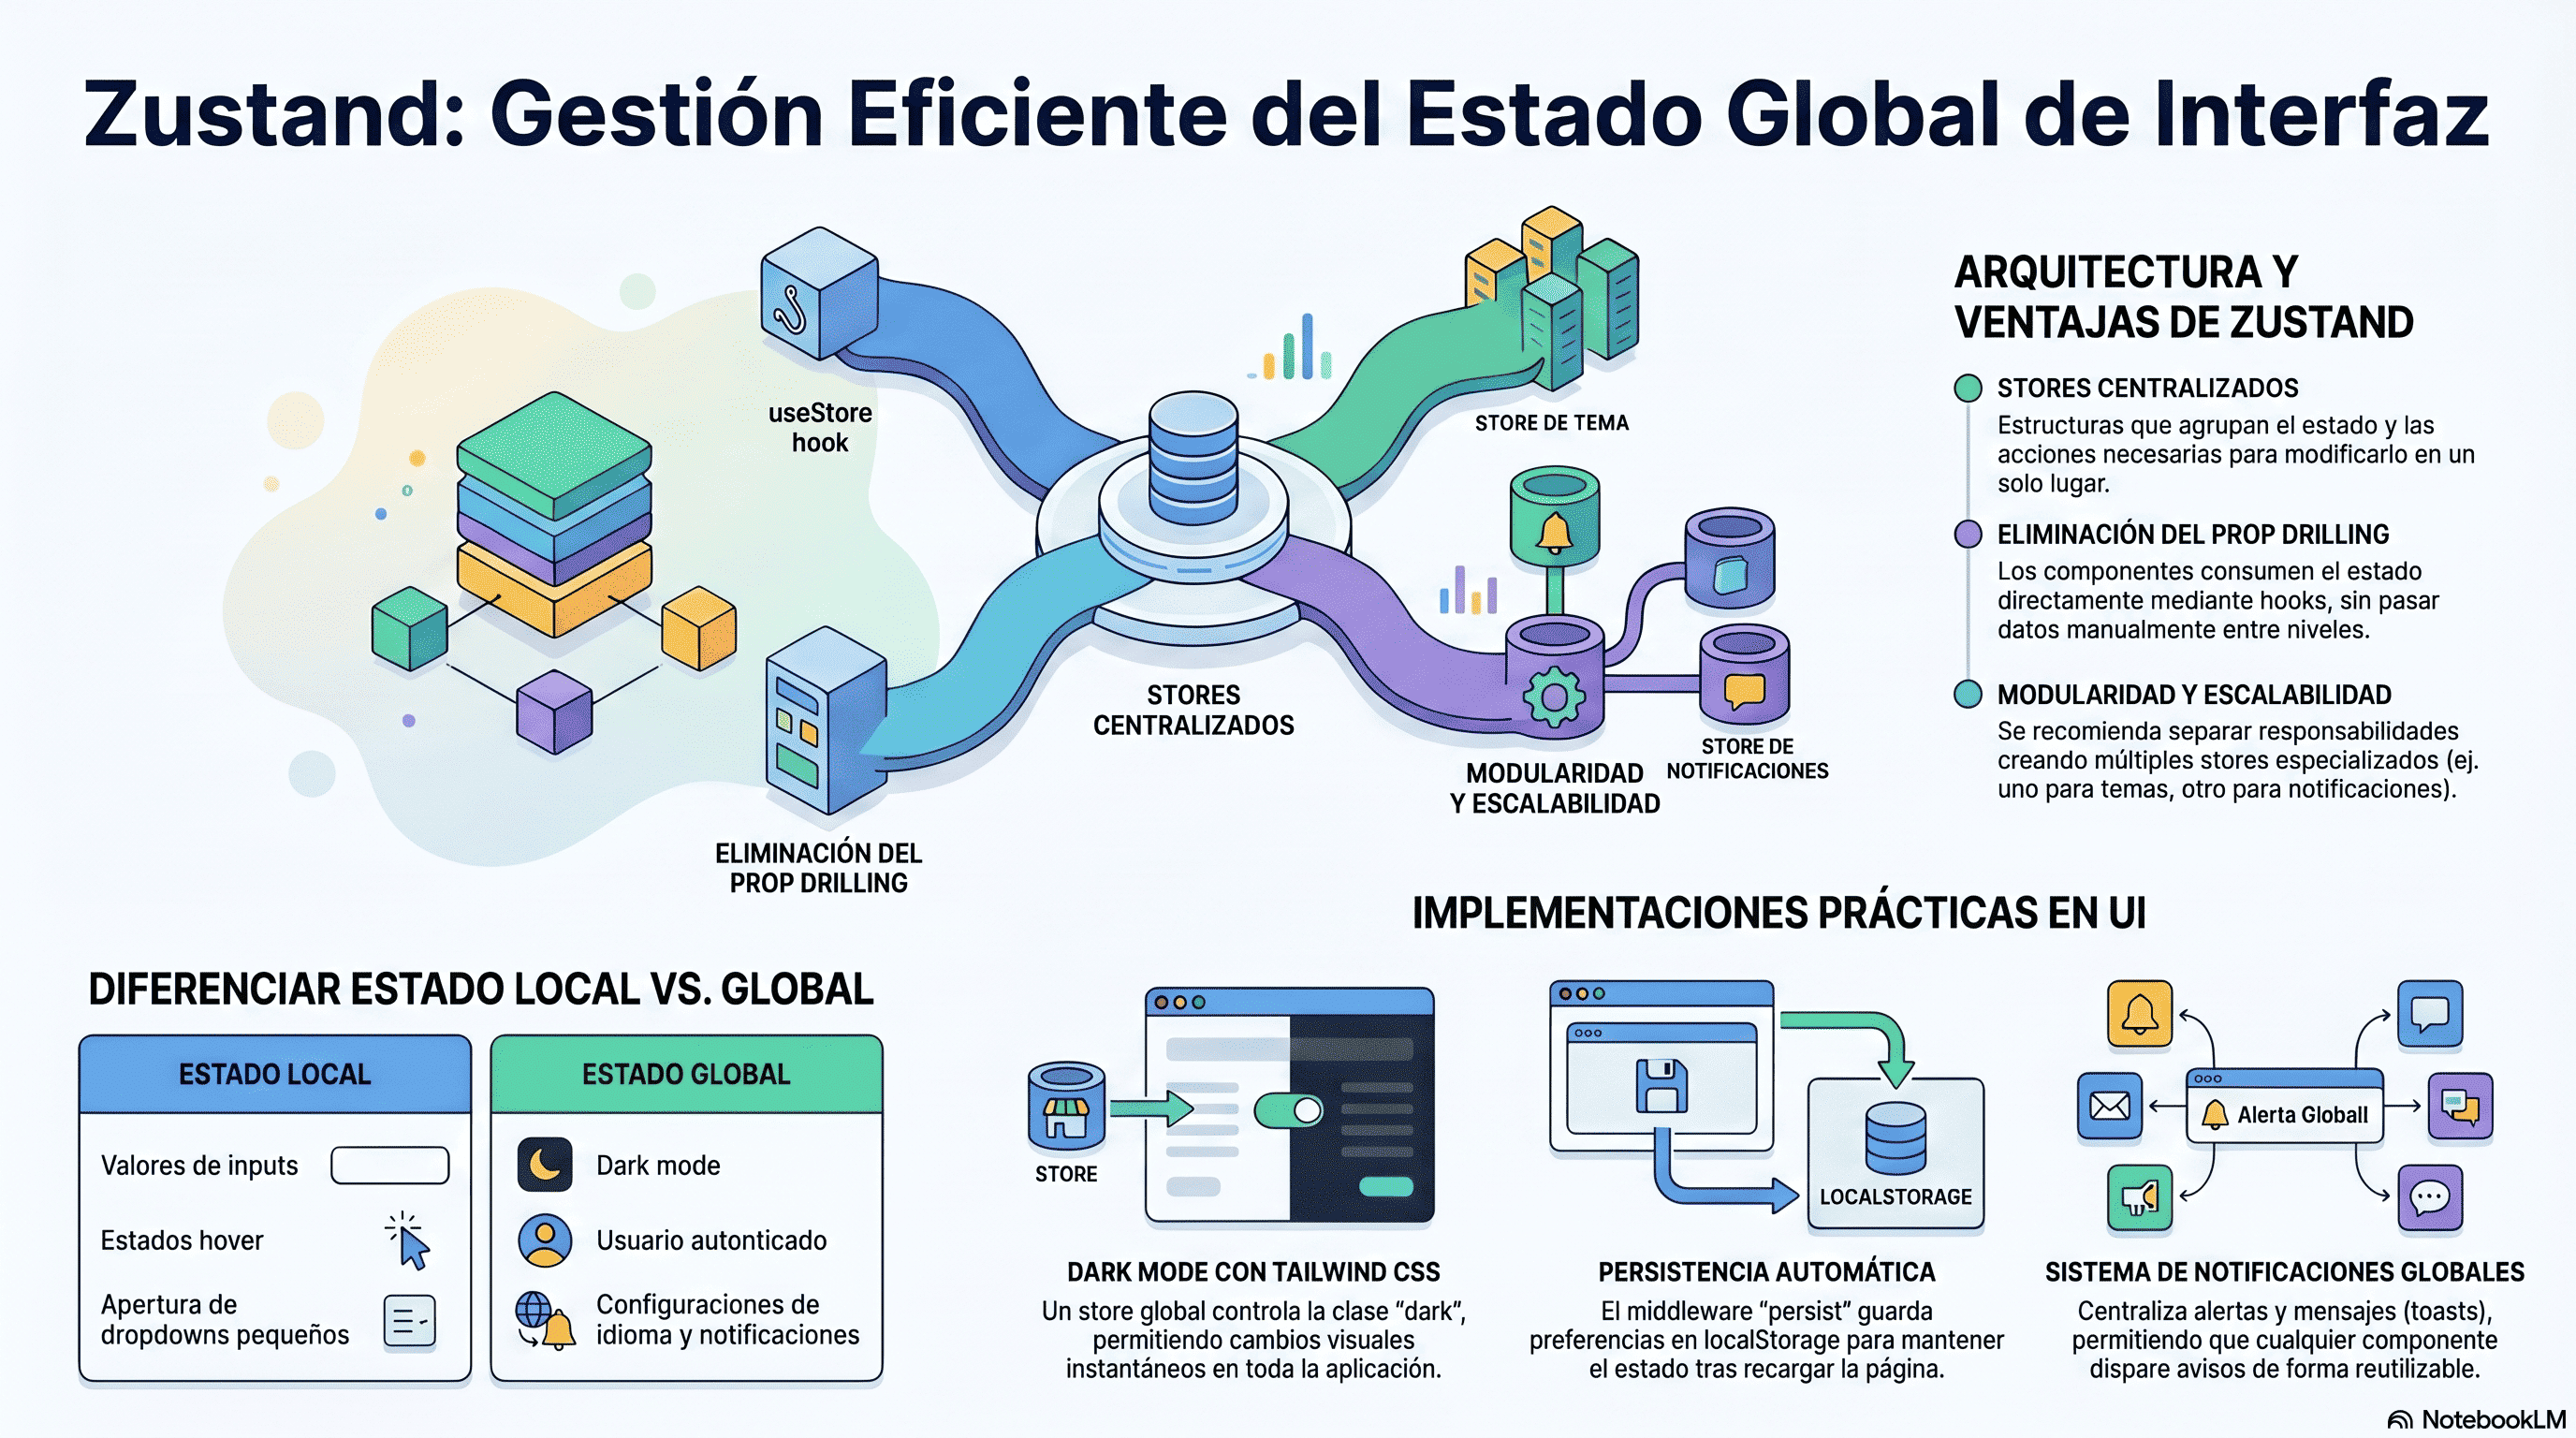 Zustand: Gestión Eficiente del Estado Global de Interfaz
useStore
hook
STORE DE TEMA
STORES
CENTRALIZADOS
ELIMINACIÓN DEL
PROP DRILLING
MODULARIDAD
Y ESCALABILIDAD
STORE DE
NOTIFICACIONES
ARQUITECTURA Y
VENTAJAS DE ZUSTAND
STORES CENTRALIZADOS
Estructuras que agrupan el estado y las
acciones necesarias para modificarlo en un
solo lugar.
ELIMINACIÓN DEL PROP DRILLING
Los componentes consumen el estado
directamente mediante hooks, sin pasar
datos manualmente entre niveles.
MODULARIDAD Y ESCALABILIDAD
Se recomienda separar responsabilidades
creando múltiples stores especializados (ej.
uno para temas, otro para notificaciones).
DIFERENCIAR ESTADO LOCAL VS. GLOBAL
ESTADO LOCAL
Valores de inputs
Estados hover
Apertura de
dropdowns pequeños
ESTADO GLOBAL
Dark mode
Usuario autonticado
Configuraciones de
idioma y notificaciones
IMPLEMENTACIONES PRÁCTICAS EN UI
STORE
DARK MODE CON TAILWIND CSS
Un store global controla la clase “dark”,
permitiendo cambios visuales
instantáneos en toda la aplicación.
LOCALSTORAGE
PERSISTENCIA AUTOMÁTICA
El middleware “persist” guarda
preferencias en localStorage para mantener
el estado tras recargar la página.
Alerta Globall
SISTEMA DE NOTIFICACIONES GLOBALES
Centraliza alertas y mensajes (toasts),
permitiendo que cualquier componente
dispare avisos de forma reutilizable.
NotebookLM